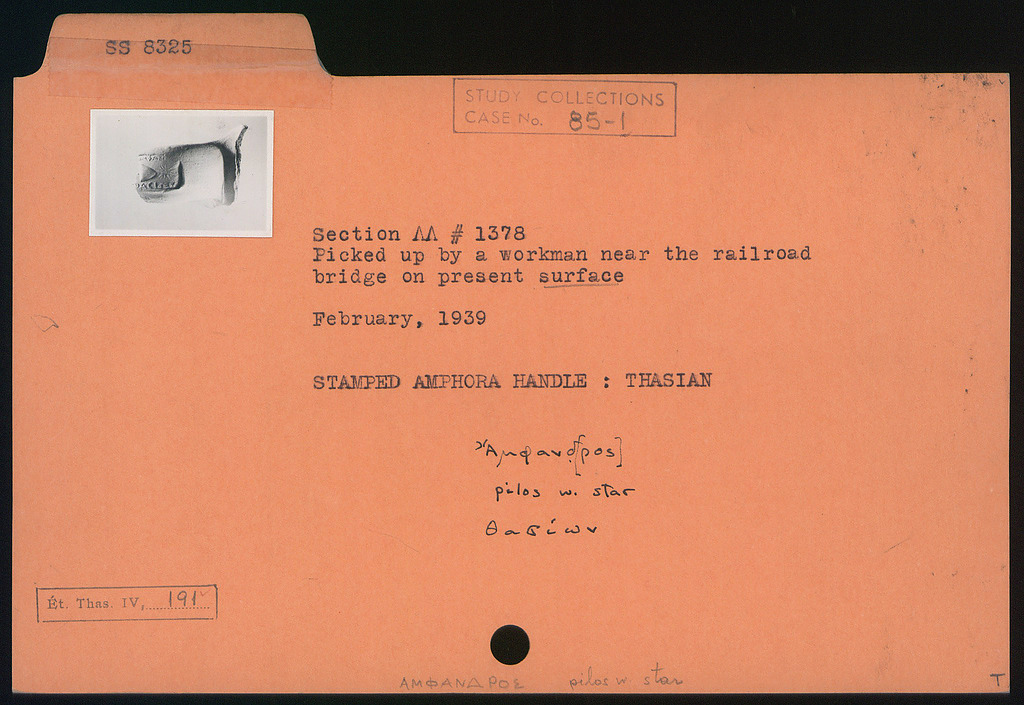 SS 8325
STUDY COLLECTIONS
CASE No. 85-1
Section ΛΛ # 1378
Picked up by a workman near the railroad
bridge on present surface
February, 1939
STAMPED AMPHORA HANDLE : THASIAN
Ἄμφανδ[ρος]
pilos w. star
Θασίων
Ét. Thas. IV, 191
ΑΜΦΑΝΔΡΟΣ pilos w. star
T